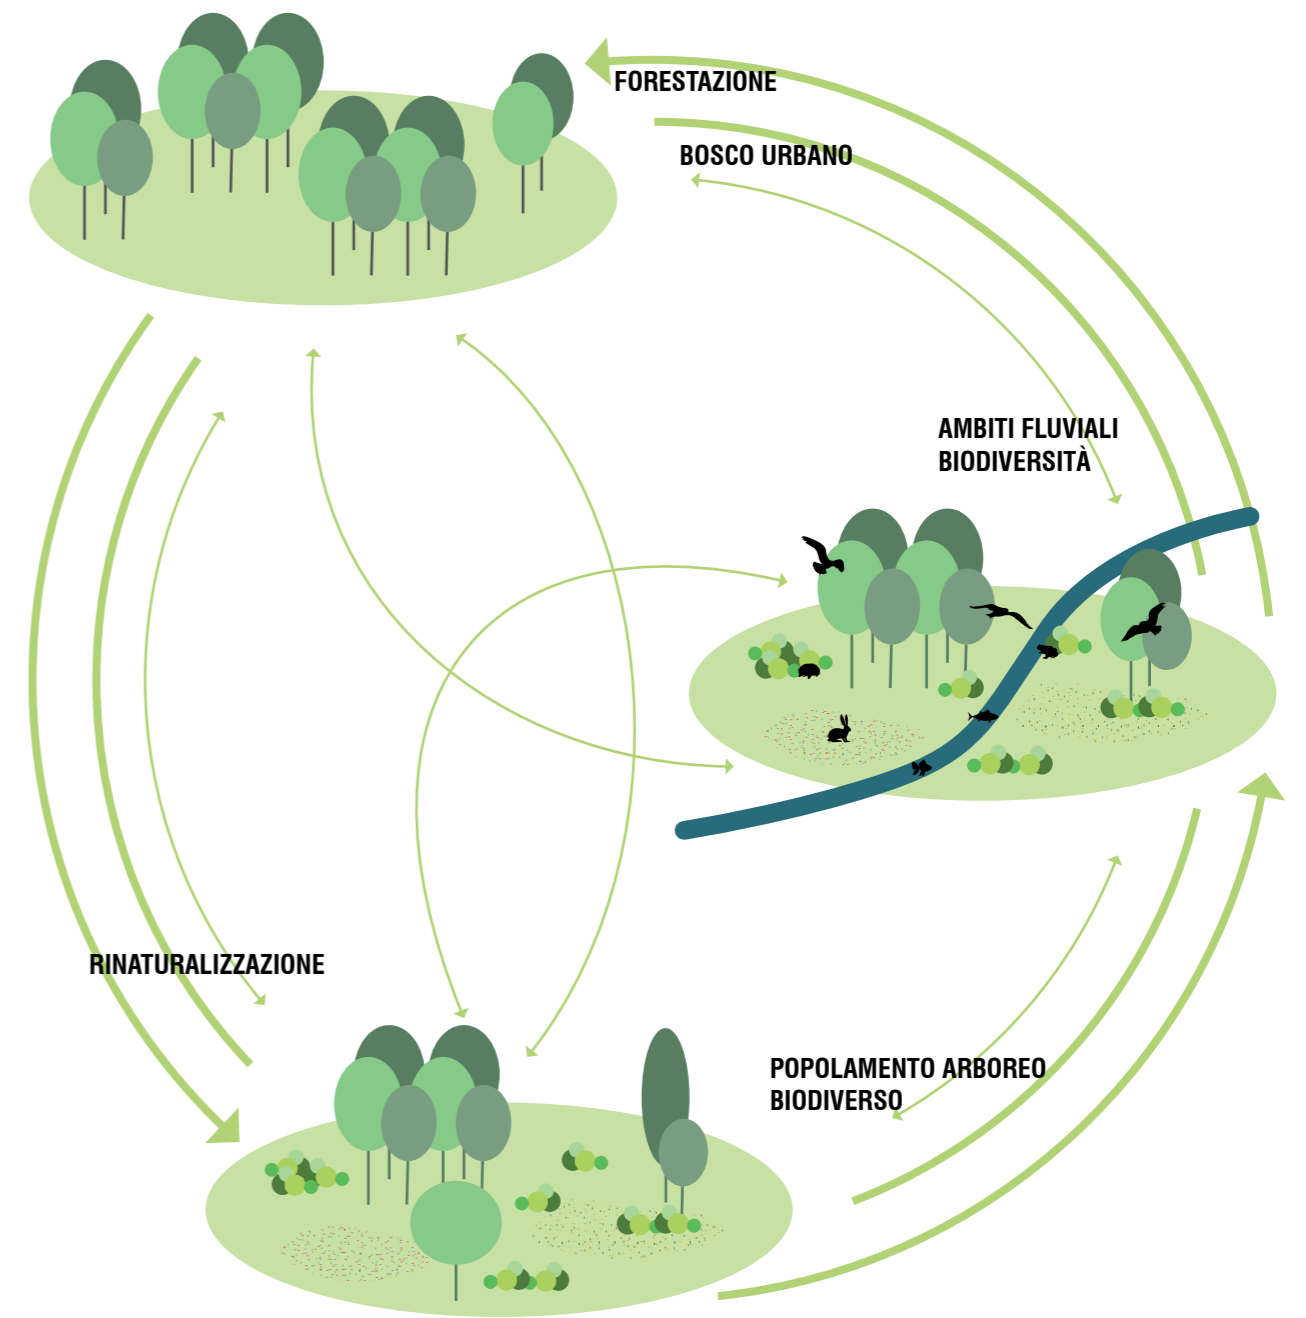 FORESTAZIONE
BOSCO URBANO
AMBITI FLUVIALI
BIODIVERSITÀ
RINATURALIZZAZIONE
POPOLAMENTO ARBOREO
BIODIVERSO